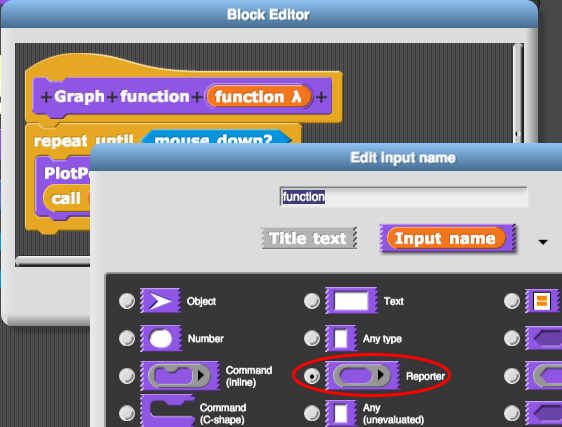 Block Editor
+Graph+function+ function λ +
repeat until mouse down?
call
Edit input name
function
Title text Input name
Object Text
Number Any type
Command
(inline)
Reporter
Command
(C-shape)
Any
(unevaluated)